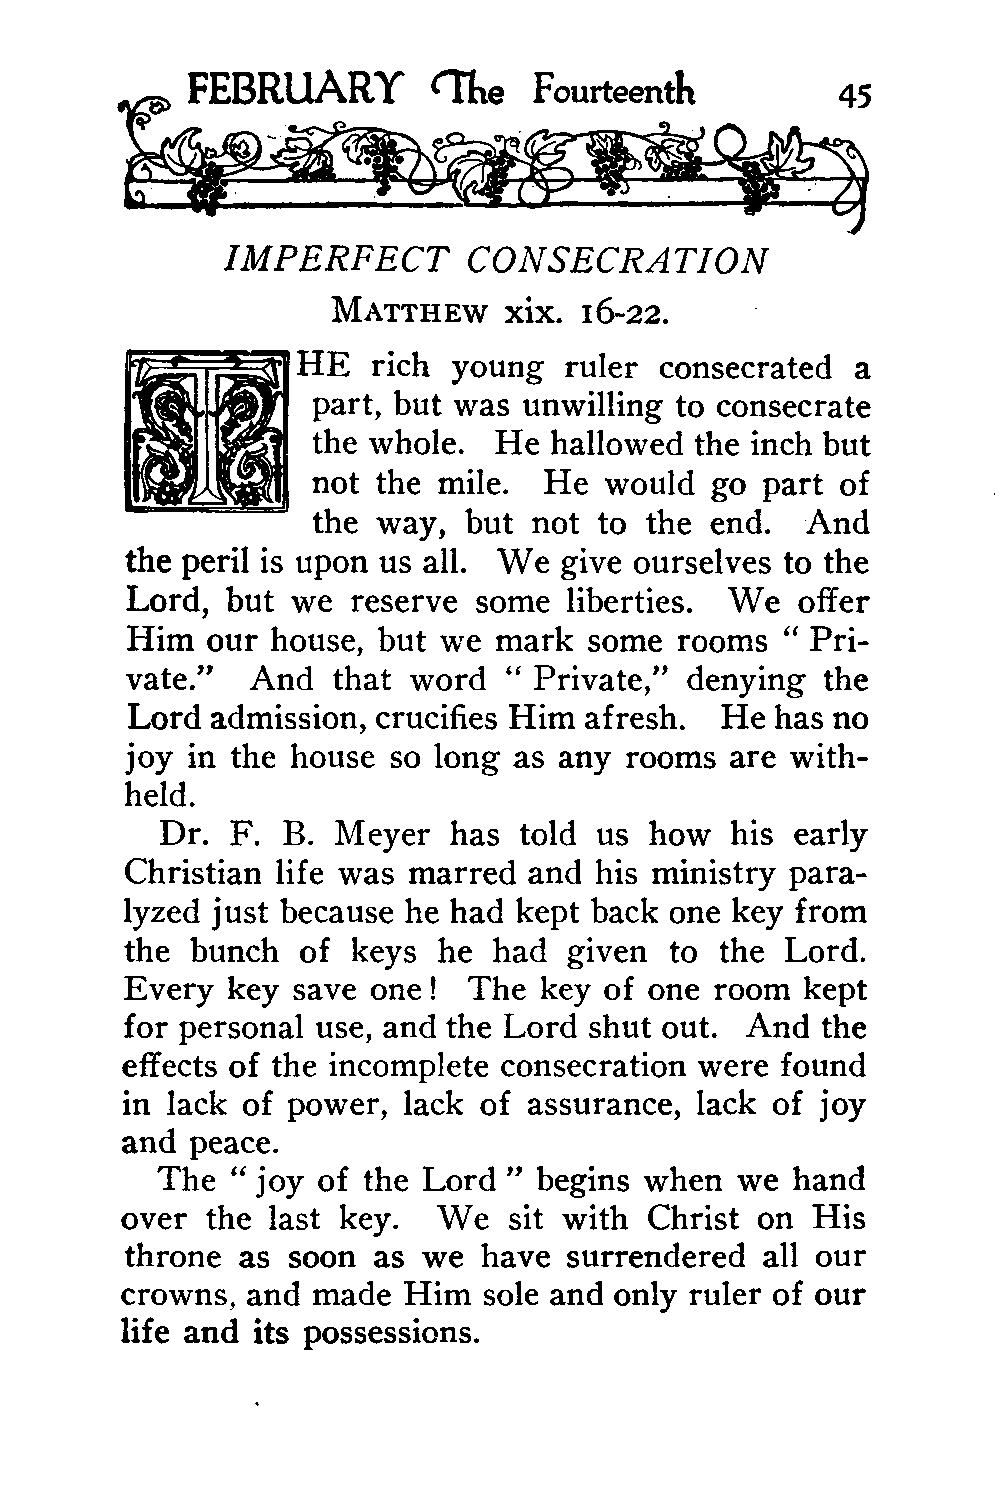 FEBRUARY The Fourteenth 45
IMPERFECT CONSECRATION
MATTHEW xix. 16-22.
THE rich young ruler consecrated a
part, but was unwilling to consecrate
the whole. He hallowed the inch but
not the mile. He would go part of
the way, but not to the end. And
the peril is upon us all. We give ourselves to the
Lord, but we reserve some liberties. We offer
Him our house, but we mark some rooms “ Pri-
vate.” And that word “ Private,” denying the
Lord admission, crucifies Him afresh. He has no
joy in the house so long as any rooms are with-
held.
Dr. F. B. Meyer has told us how his early
Christian life was marred and his ministry para-
lyzed just because he had kept back one key from
the bunch of keys he had given to the Lord.
Every key save one ! The key of one room kept
for personal use, and the Lord shut out. And the
effects of the incomplete consecration were found
in lack of power, lack of assurance, lack of joy
and peace.
The “ joy of the Lord ” begins when we hand
over the last key. We sit with Christ on His
throne as soon as we have surrendered all our
crowns, and made Him sole and only ruler of our
life and its possessions.